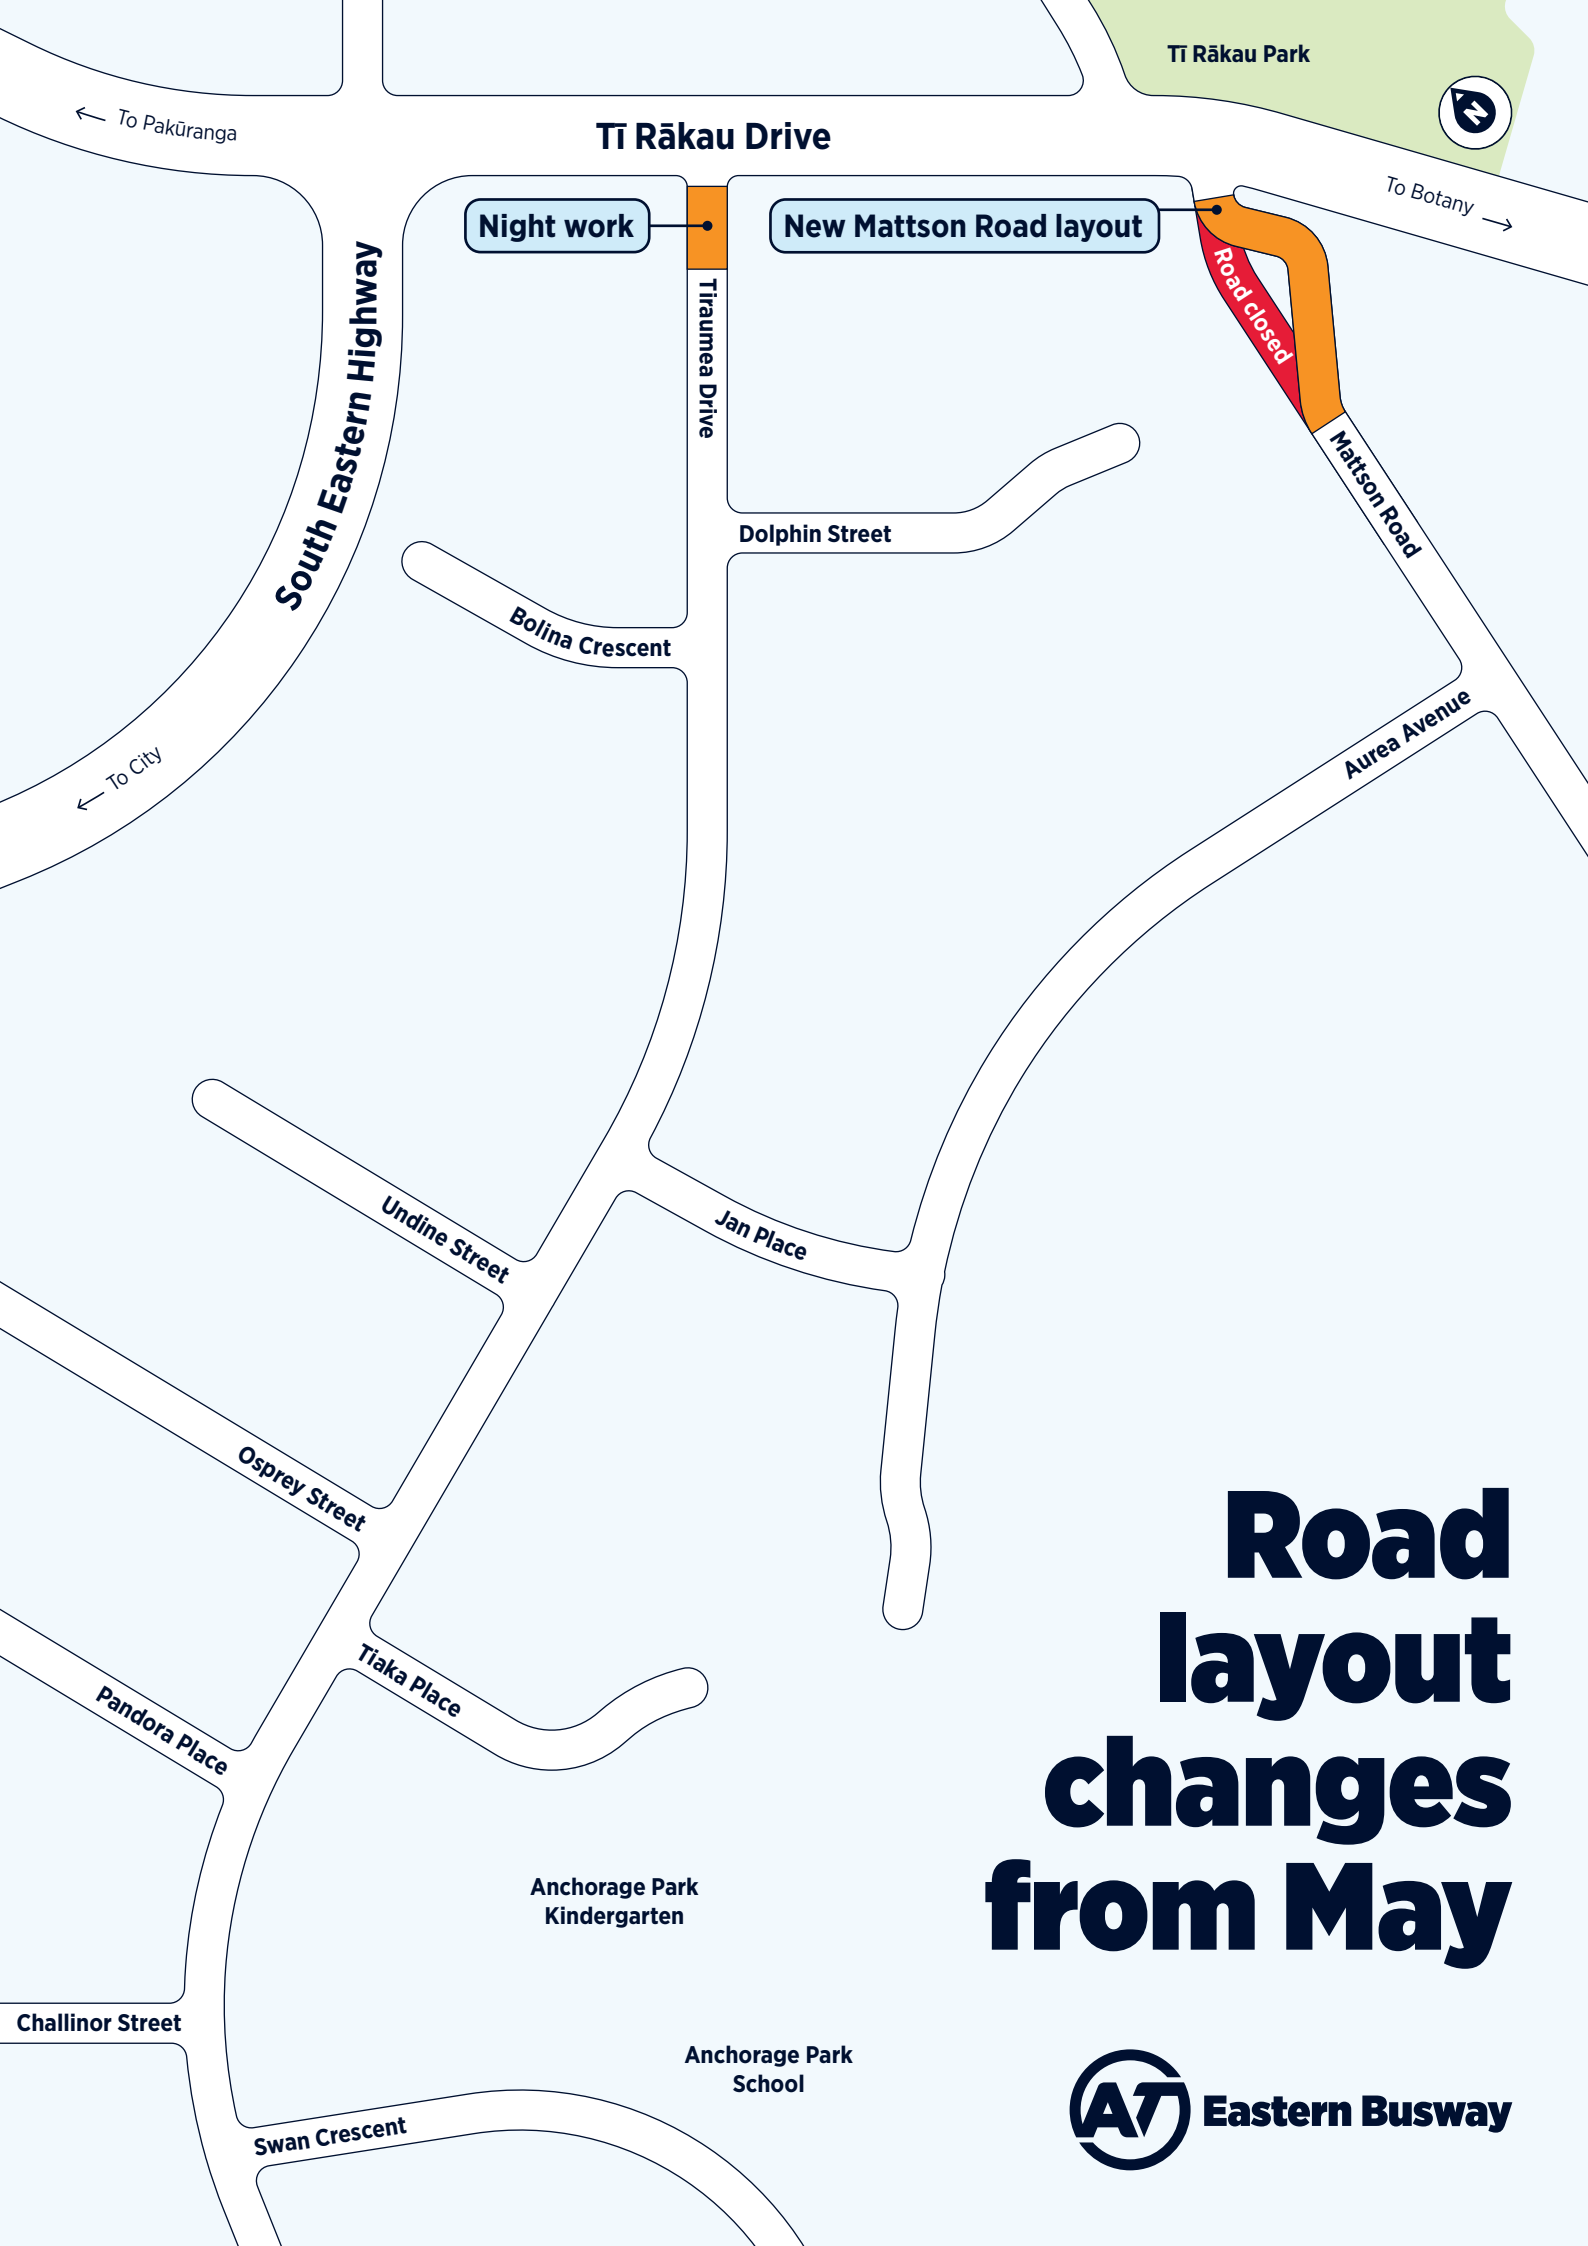 Tī Rākau Park
N
← To Pakūranga
Tī Rākau Drive
To Botany →
Night work
New Mattson Road layout
Road closed
South Eastern Highway
Tiraumea Drive
Mattson Road
Dolphin Street
Bolina Crescent
← To City
Aurea Avenue
Undine Street
Jan Place
Osprey Street
Tiaka Place
Pandora Place
Road
layout
changes
from May
Anchorage Park
Kindergarten
Challinor Street
Anchorage Park
School
Swan Crescent
AT Eastern Busway